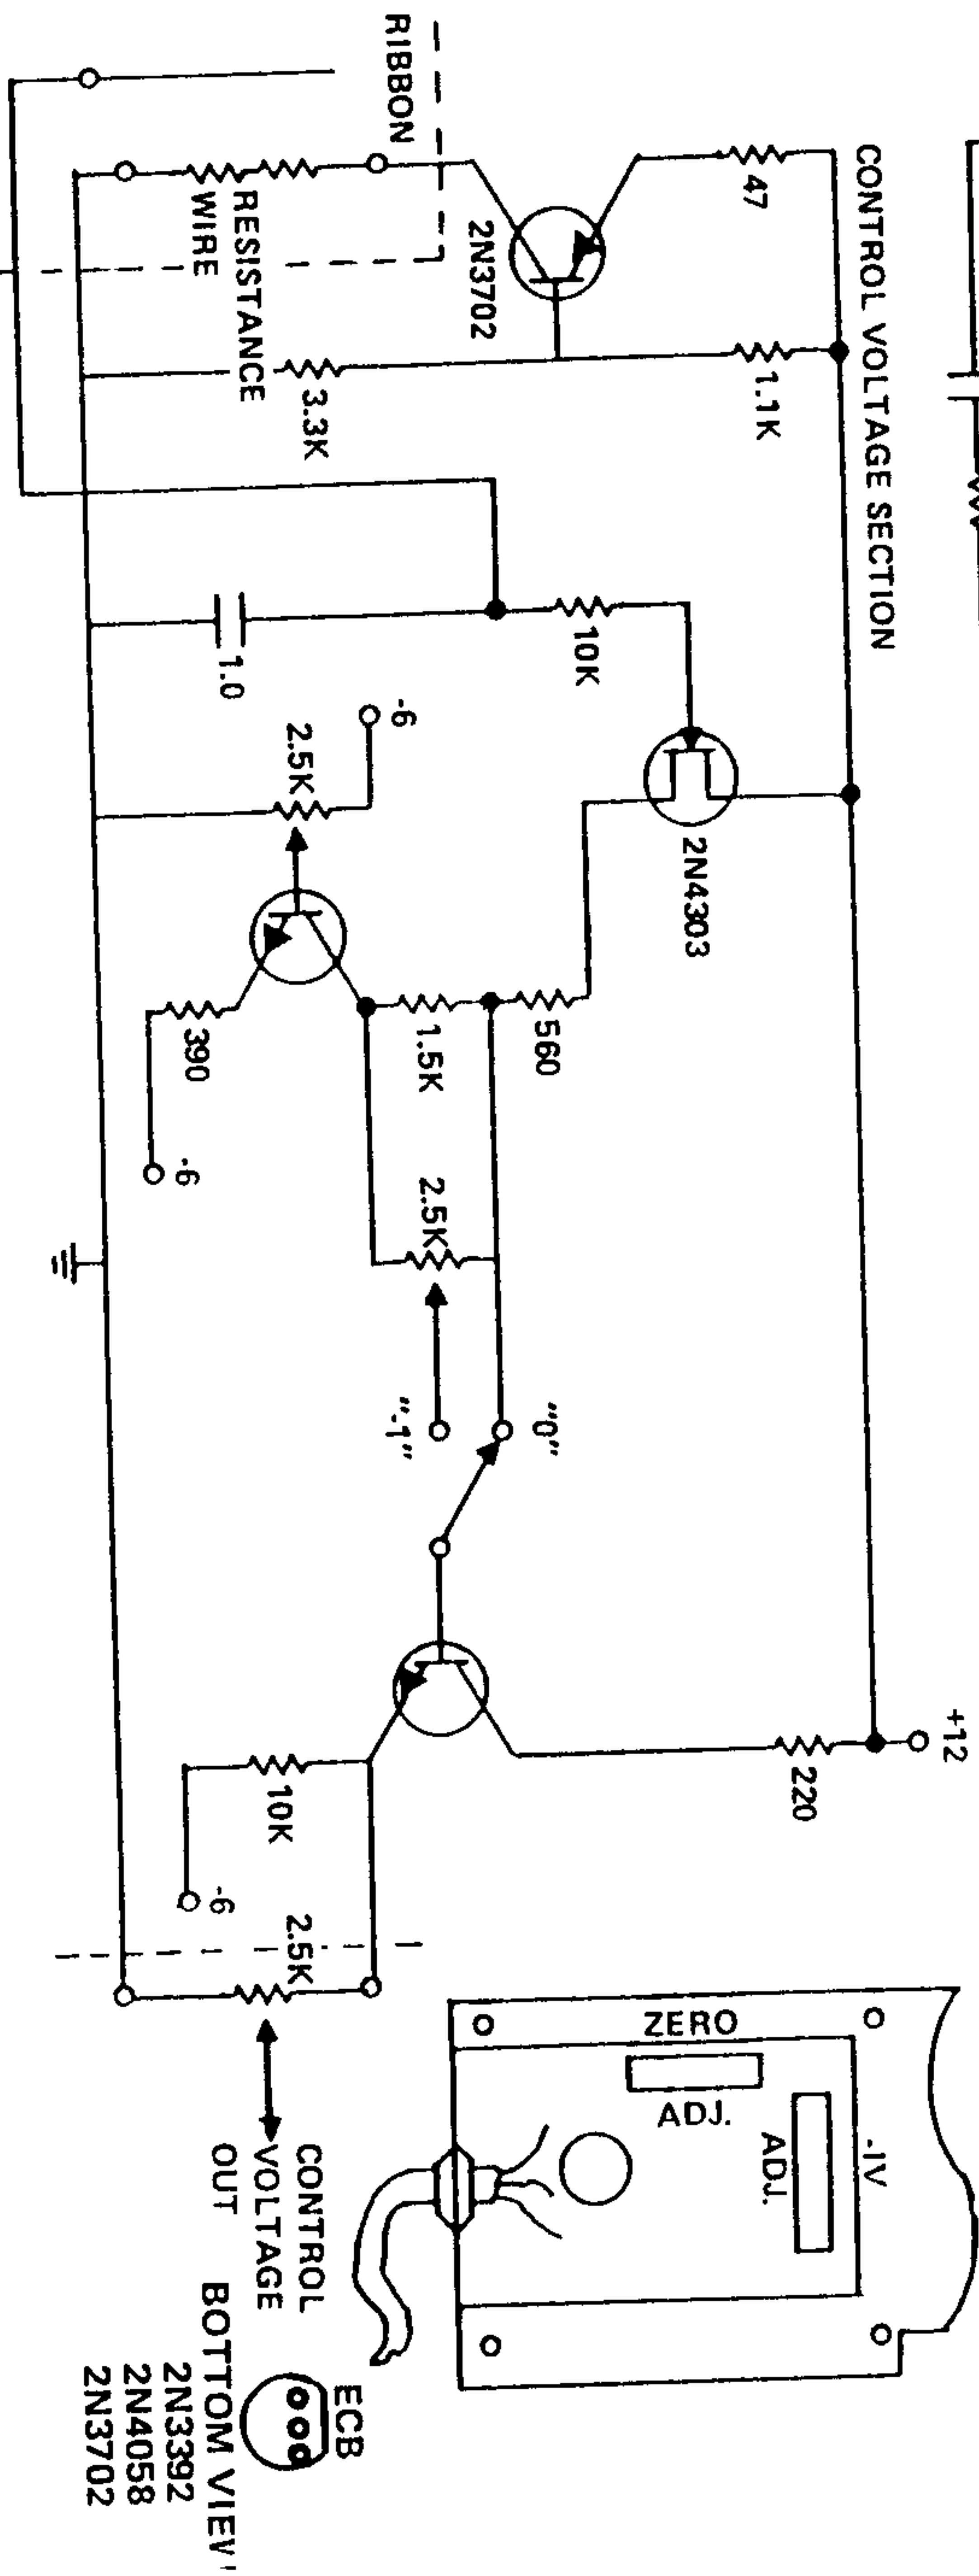 CONTROL VOLTAGE SECTION
+12
47
1.1K
2N3702
RIBBON
RESISTANCE
WIRE
3.3K
10K
2N4303
1.0
-6
2.5K
560
1.5K
2.5K
390
-6
"0"
"-1"
220
10K
-6
2.5K
CONTROL
VOLTAGE
OUT
-1V
ADJ.
ZERO
ADJ.
ECB
BOTTOM VIEW
2N3392
2N4058
2N3702